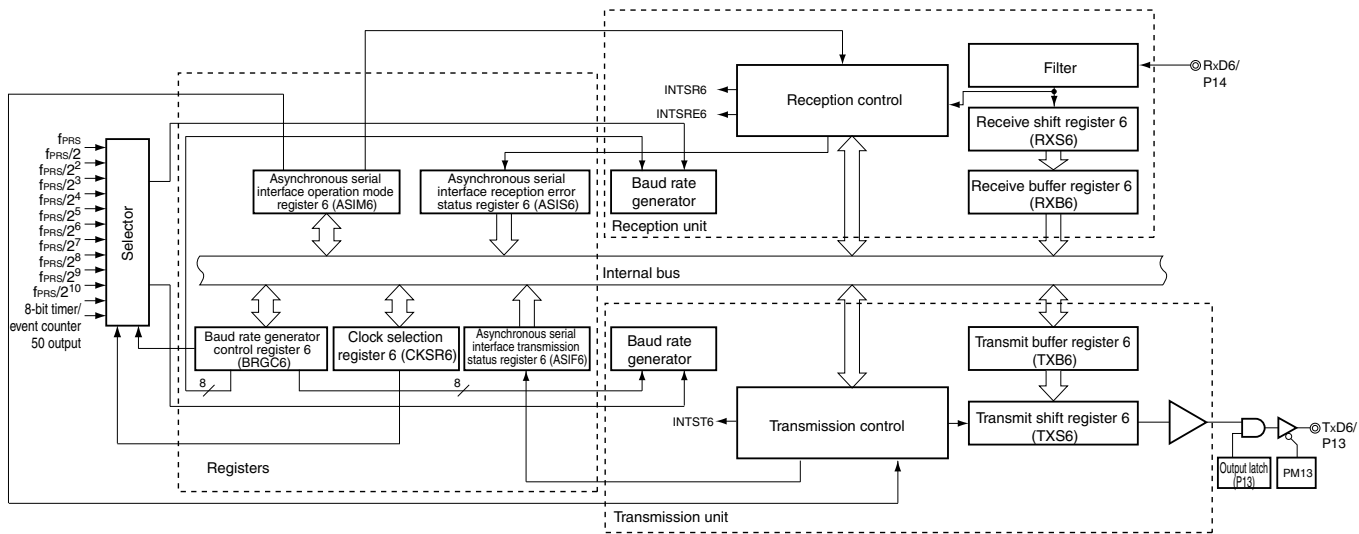 Filter
RxD6/
P14
INTSR6
INTSRE6
Reception control
Receive shift register 6
(RXS6)
fPRS
fPRS/2
fPRS/2²
fPRS/2³
fPRS/2⁴
fPRS/2⁵
fPRS/2⁶
fPRS/2⁷
fPRS/2⁸
fPRS/2⁹
fPRS/2¹⁰
8-bit timer/
event counter
50 output
Selector
Asynchronous serial
interface operation mode
register 6 (ASIM6)
Asynchronous serial
interface reception error
status register 6 (ASIS6)
Baud rate
generator
Receive buffer register 6
(RXB6)
Reception unit
Internal bus
Baud rate generator
control register 6
(BRGC6)
Clock selection
register 6 (CKSR6)
Asynchronous serial
interface transmission
status register 6 (ASIF6)
Baud rate
generator
Transmit buffer register 6
(TXB6)
8
8
INTST6
Transmission control
Transmit shift register 6
(TXS6)
TxD6/
P13
Output latch
(P13)
PM13
Registers
Transmission unit